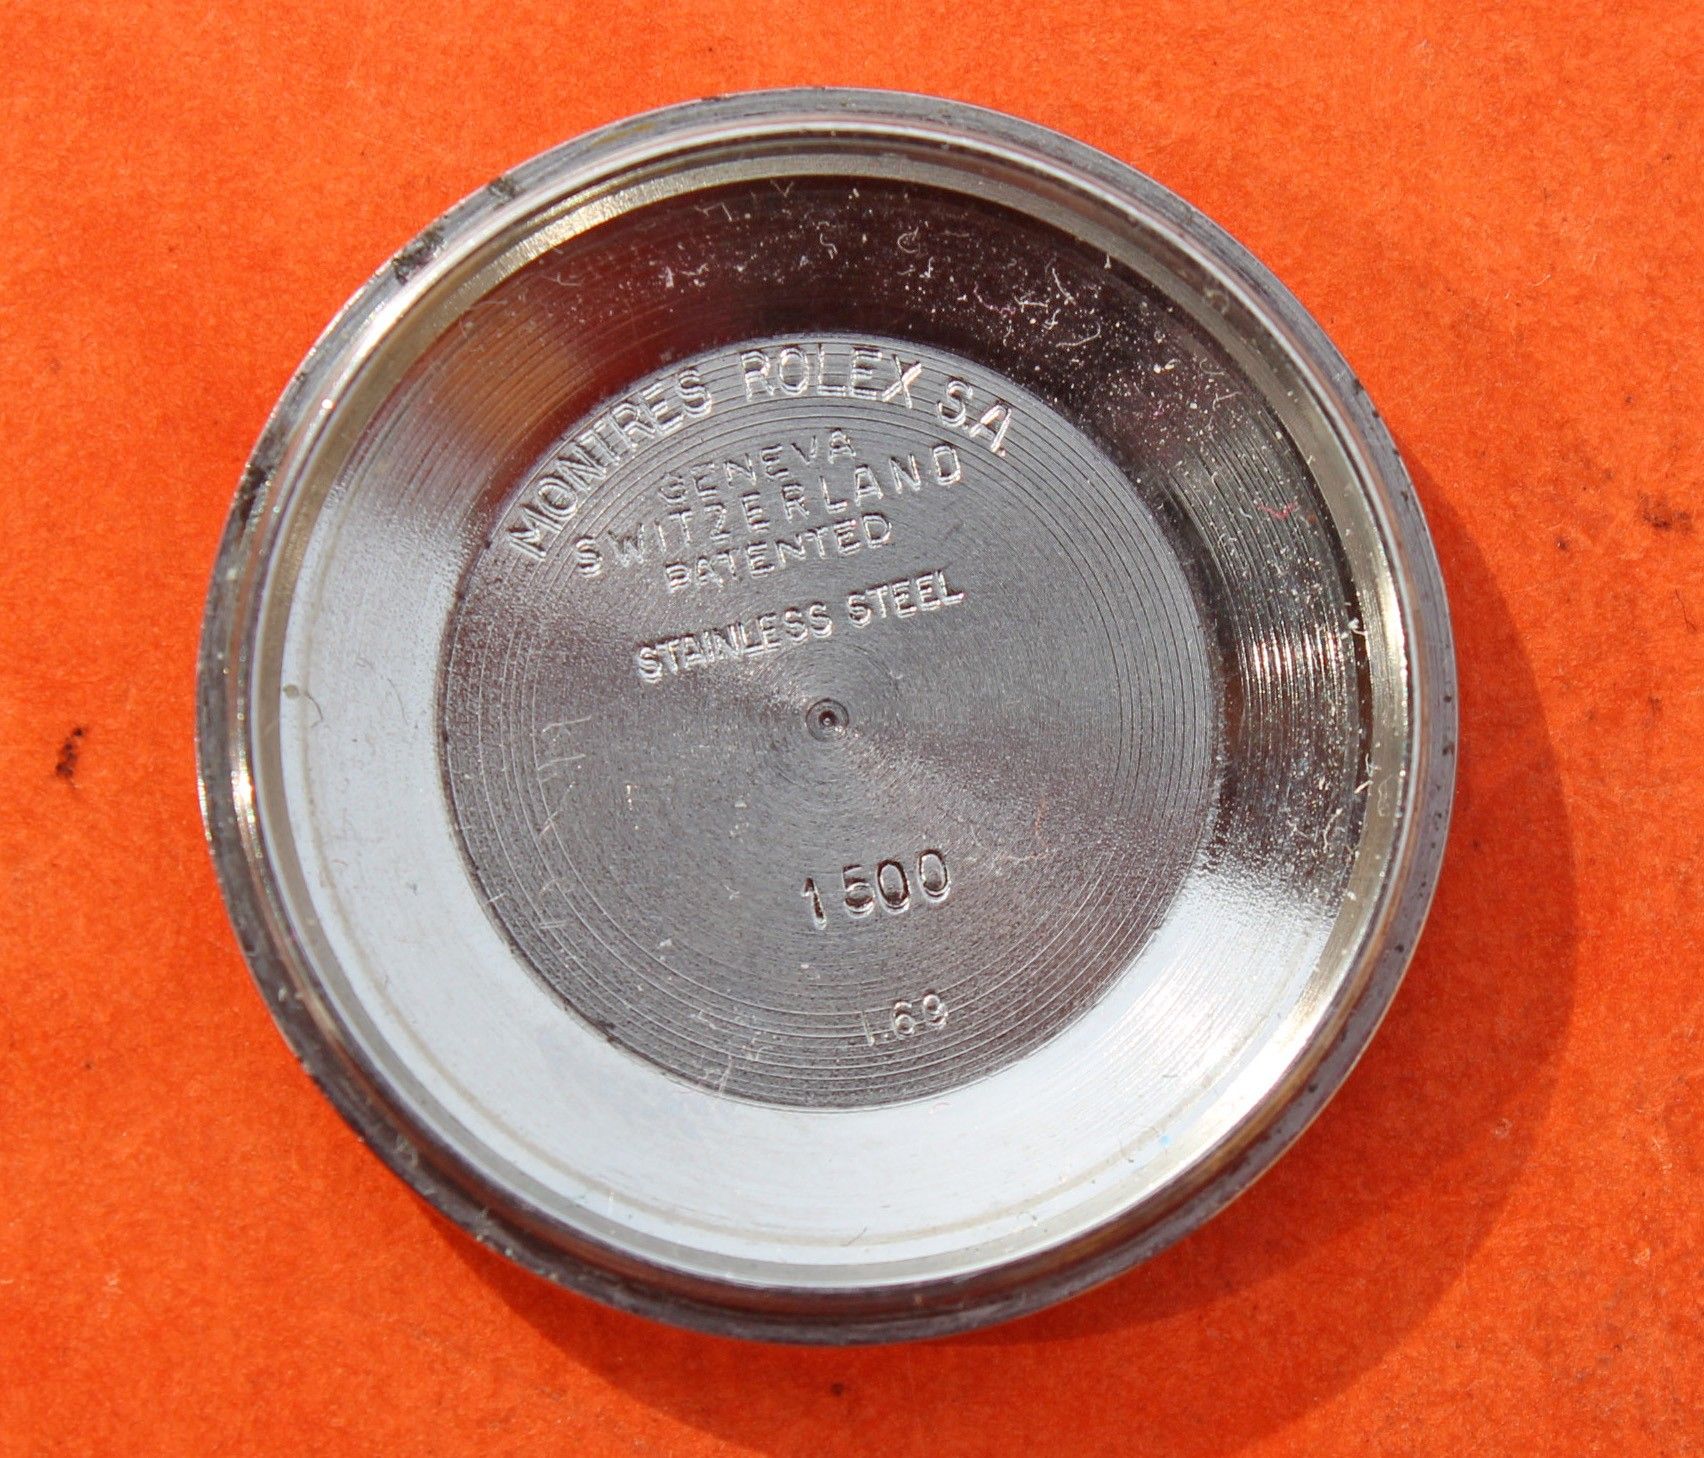 MONTRES ROLEX S.A.
GENEVA
SWITZERLAND
PATENTED
STAINLESS STEEL
1500
I.69